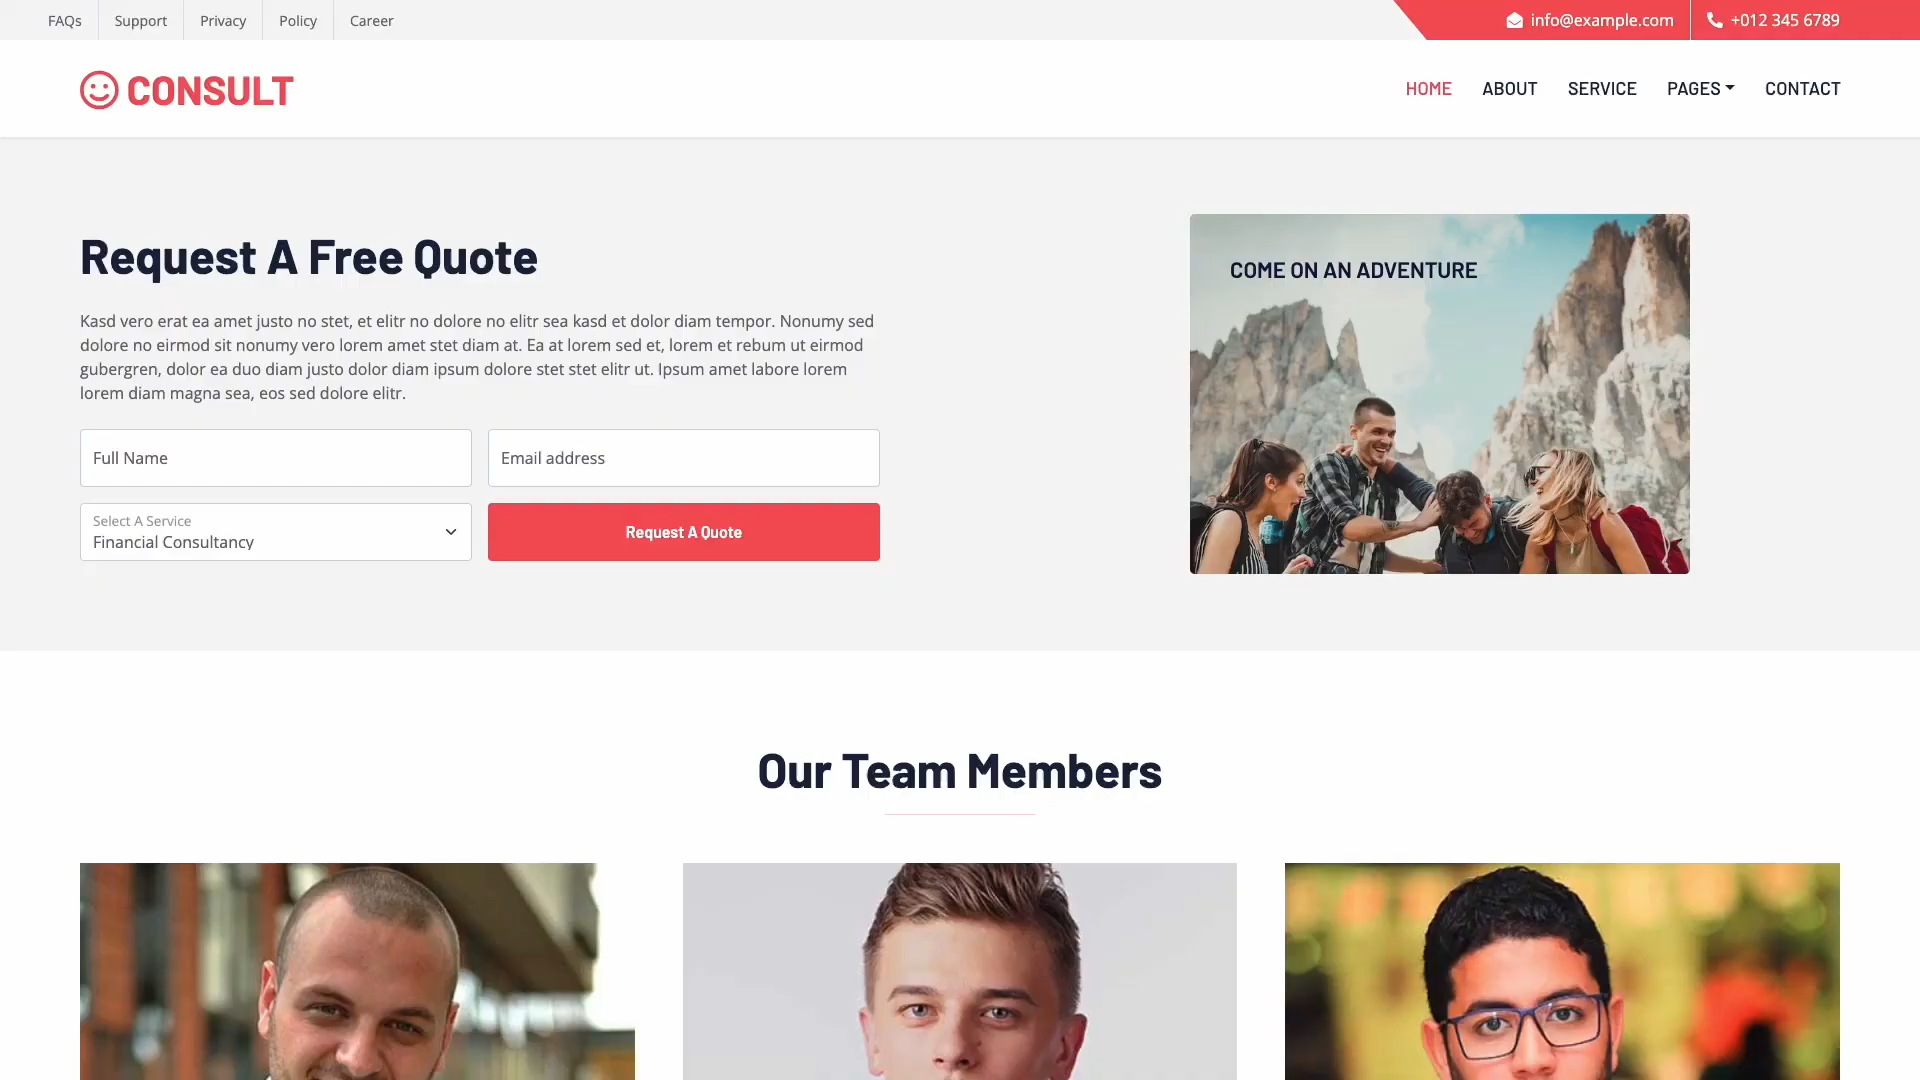 FAQs
Support
Privacy
Policy
Career
info@example.com
+012 345 6789
CONSULT
HOME
ABOUT
SERVICE
PAGES
CONTACT
Request A Free Quote
Kasd vero erat ea amet justo no stet, et elitr no dolore no elitr sea kasd et dolor diam tempor. Nonumy sed
dolore no eirmod sit nonumy vero lorem amet stet diam at. Ea at lorem sed et, lorem et rebum ut eirmod
gubergren, dolor ea duo diam justo dolor diam ipsum dolore stet stet elitr ut. Ipsum amet labore lorem
lorem diam magna sea, eos sed dolore elitr.
Full Name
Email address
Select A Service
Financial Consultancy
Request A Quote
COME ON AN ADVENTURE
Our Team Members